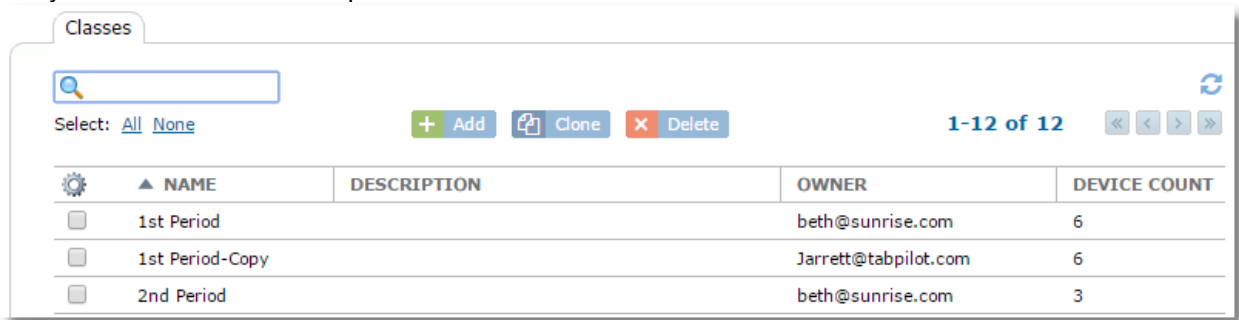 Classes
Select: All None
Add Clone Delete
1-12 of 12
NAME DESCRIPTION OWNER DEVICE COUNT
1st Period beth@sunrise.com 6
1st Period-Copy Jarrett@tabpilot.com 6
2nd Period beth@sunrise.com 3